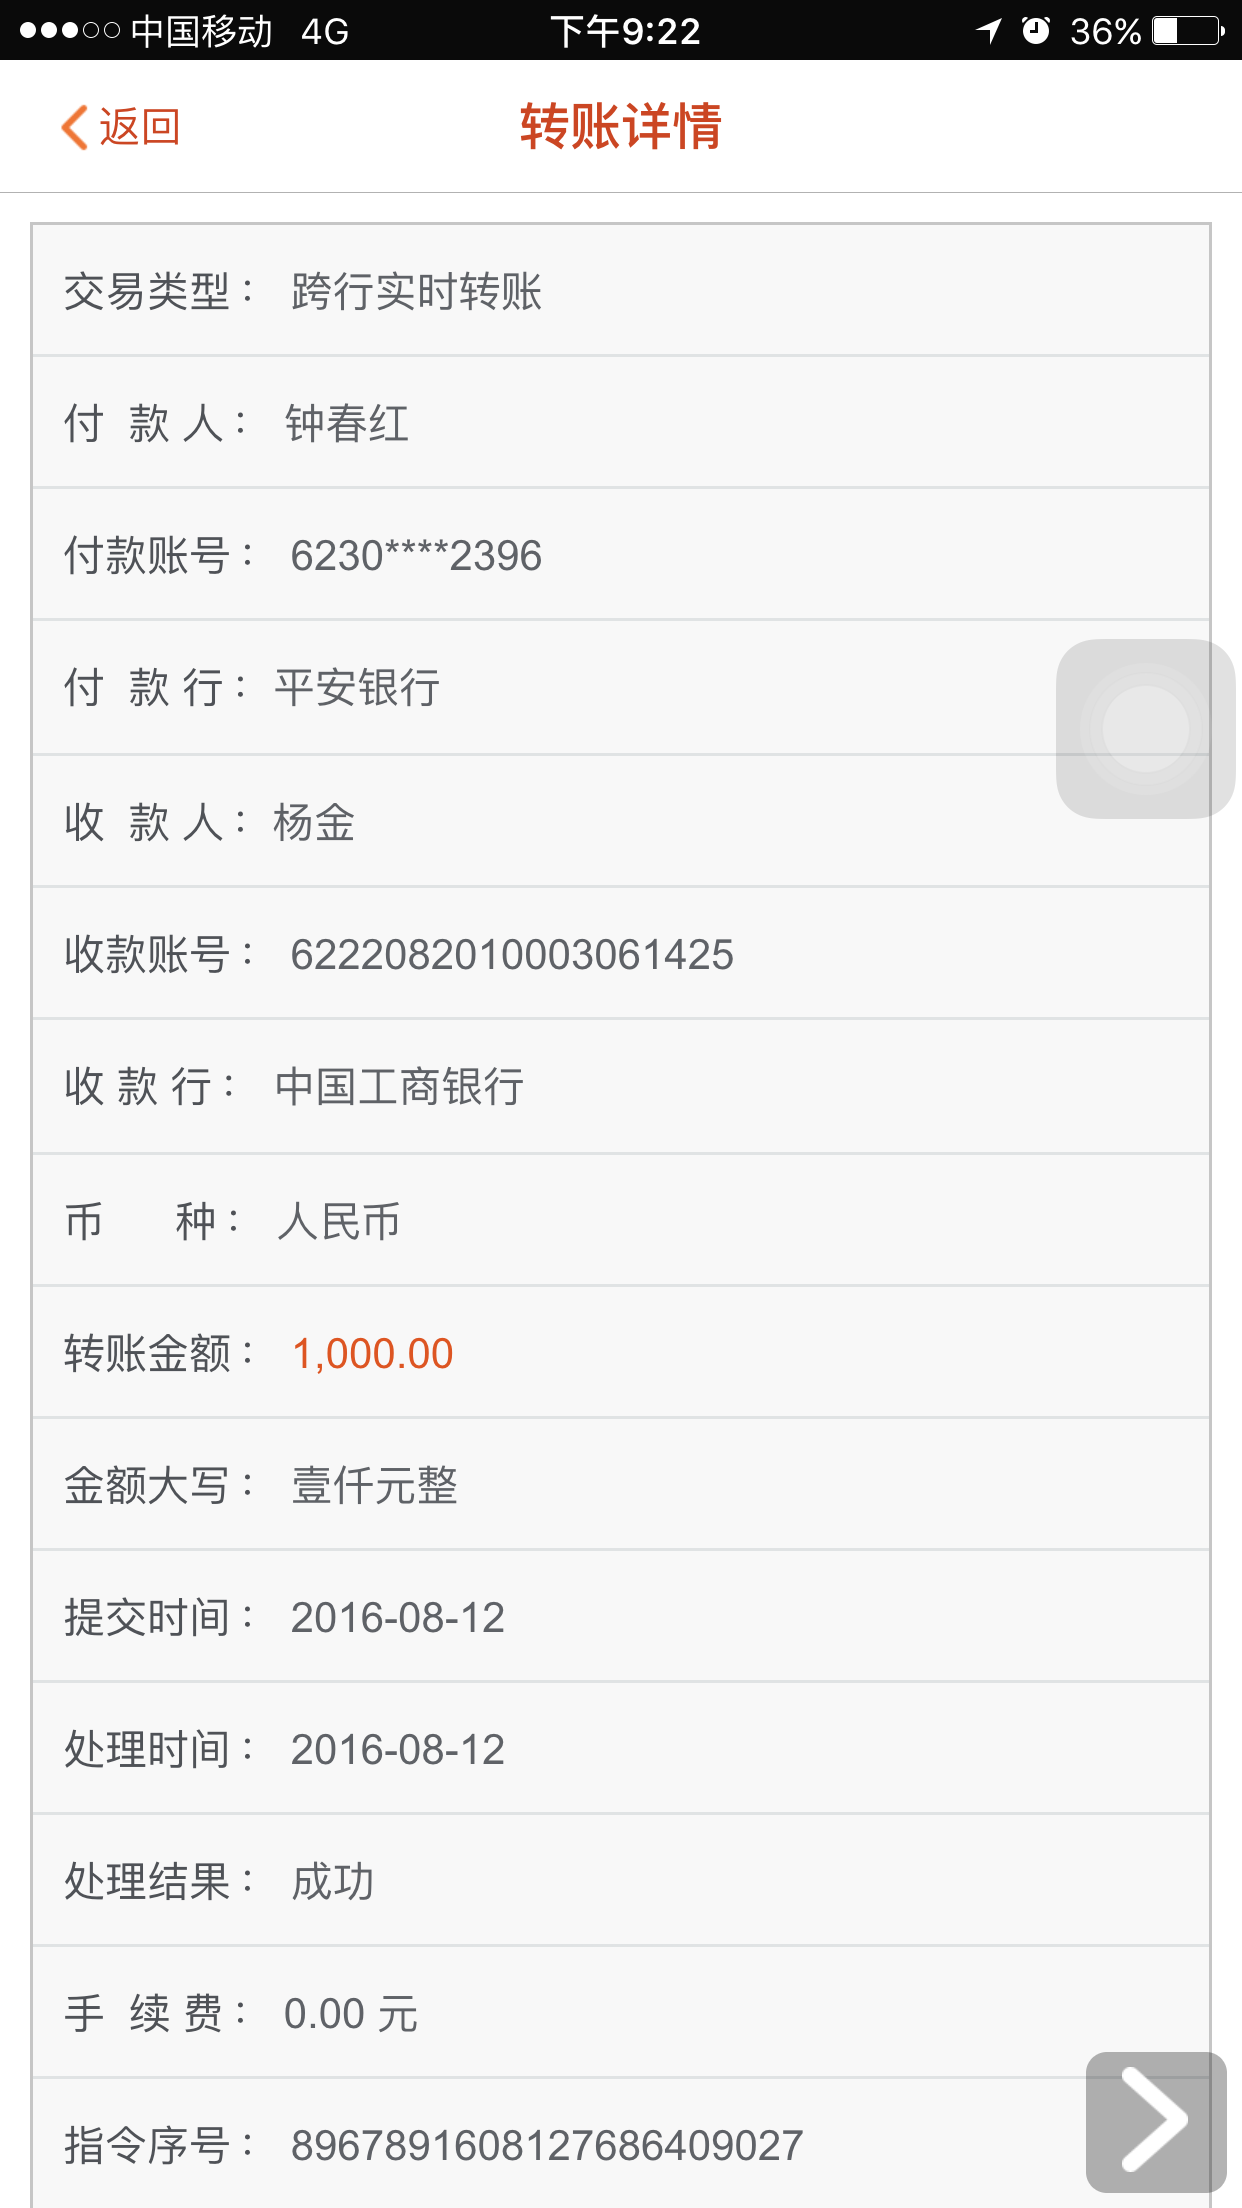 中国移动 4G 下午9:22 36%
返回 转账详情
交易类型： 跨行实时转账
付 款 人： 钟春红
付款账号： 6230****2396
付 款 行： 平安银行
收 款 人： 杨金
收款账号： 6222082010003061425
收 款 行： 中国工商银行
币 种： 人民币
转账金额： 1,000.00
金额大写： 壹仟元整
提交时间： 2016-08-12
处理时间： 2016-08-12
处理结果： 成功
手 续 费： 0.00 元
指令序号： 8967891608127686409027